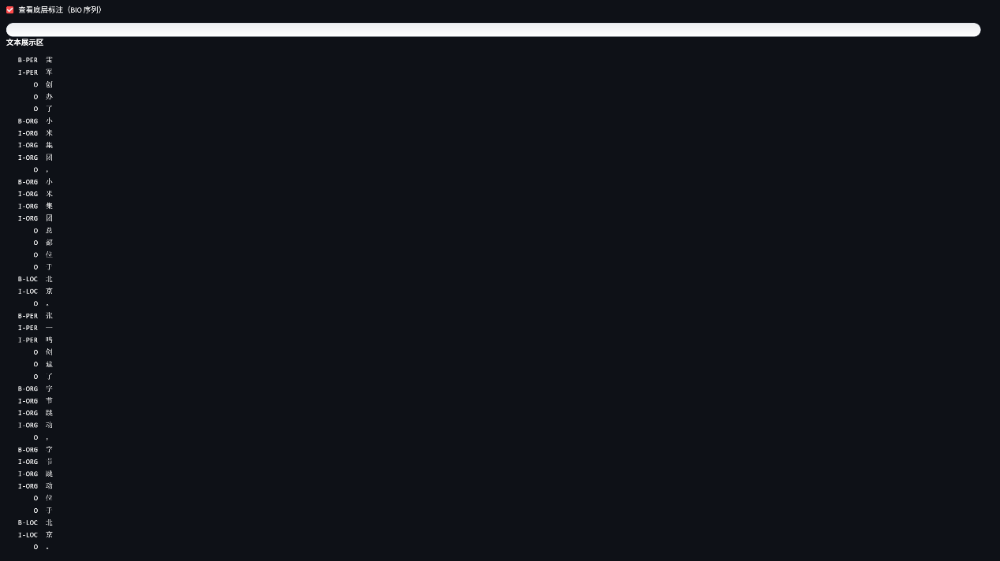 查看底层标注（BIO 序列）
文本展示区
B-PER 雷
I-PER 军
O 创
O 办
O 了
B-ORG 小
I-ORG 米
I-ORG 集
I-ORG 团
O ，
B-ORG 小
I-ORG 米
I-ORG 集
I-ORG 团
O 总
O 部
O 位
O 于
B-LOC 北
I-LOC 京
O 。
B-PER 张
I-PER 一
I-PER 鸣
O 创
O 建
O 了
B-ORG 字
I-ORG 节
I-ORG 跳
I-ORG 动
O ，
B-ORG 字
I-ORG 节
I-ORG 跳
I-ORG 动
O 位
O 于
B-LOC 北
I-LOC 京
O 。